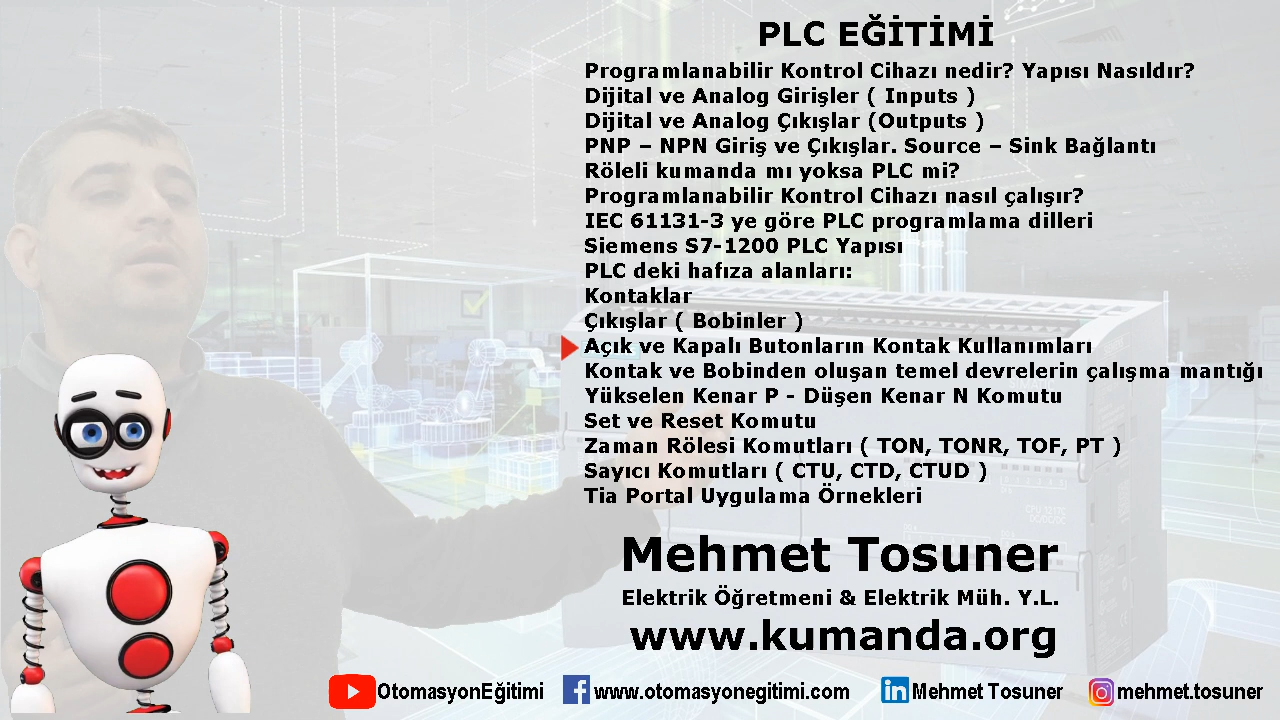 PLC EĞİTİMİ
Programlanabilir Kontrol Cihazı nedir? Yapısı Nasıldır?
Dijital ve Analog Girişler ( Inputs )
Dijital ve Analog Çıkışlar (Outputs )
PNP – NPN Giriş ve Çıkışlar. Source – Sink Bağlantı
Röleli kumanda mı yoksa PLC mi?
Programlanabilir Kontrol Cihazı nasıl çalışır?
IEC 61131-3 ye göre PLC programlama dilleri
Siemens S7-1200 PLC Yapısı
PLC deki hafıza alanları:
Kontaklar
Çıkışlar ( Bobinler )
Açık ve Kapalı Butonların Kontak Kullanımları
Kontak ve Bobinden oluşan temel devrelerin çalışma mantığı
Yükselen Kenar P - Düşen Kenar N Komutu
Set ve Reset Komutu
Zaman Rölesi Komutları ( TON, TONR, TOF, PT )
Sayıcı Komutları ( CTU, CTD, CTUD )
Tia Portal Uygulama Örnekleri
Mehmet Tosuner
Elektrik Öğretmeni & Elektrik Müh. Y.L.
www.kumanda.org
OtomasyonEğitimi www.otomasyonegitimi.com Mehmet Tosuner mehmet.tosuner